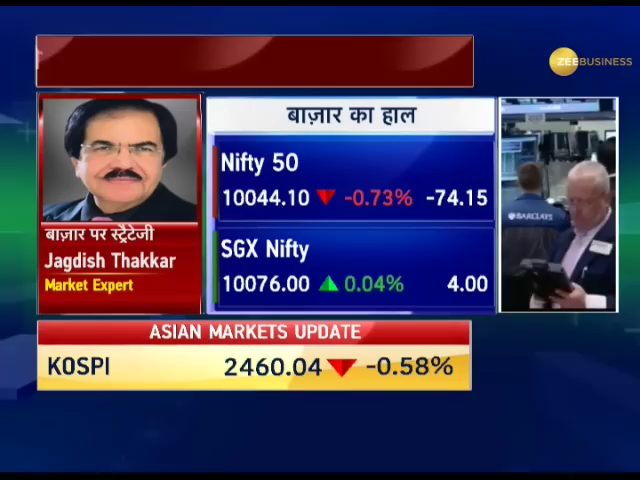 ZEEBUSINESS
बाज़ार का हाल
Nifty 50
10044.10 ▼ -0.73% -74.15
SGX Nifty
10076.00 ▲ 0.04% 4.00
बाज़ार पर स्ट्रैटेजी
Jagdish Thakkar
Market Expert
BARCLAYS
ASIAN MARKETS UPDATE
KOSPI 2460.04 ▼ -0.58%